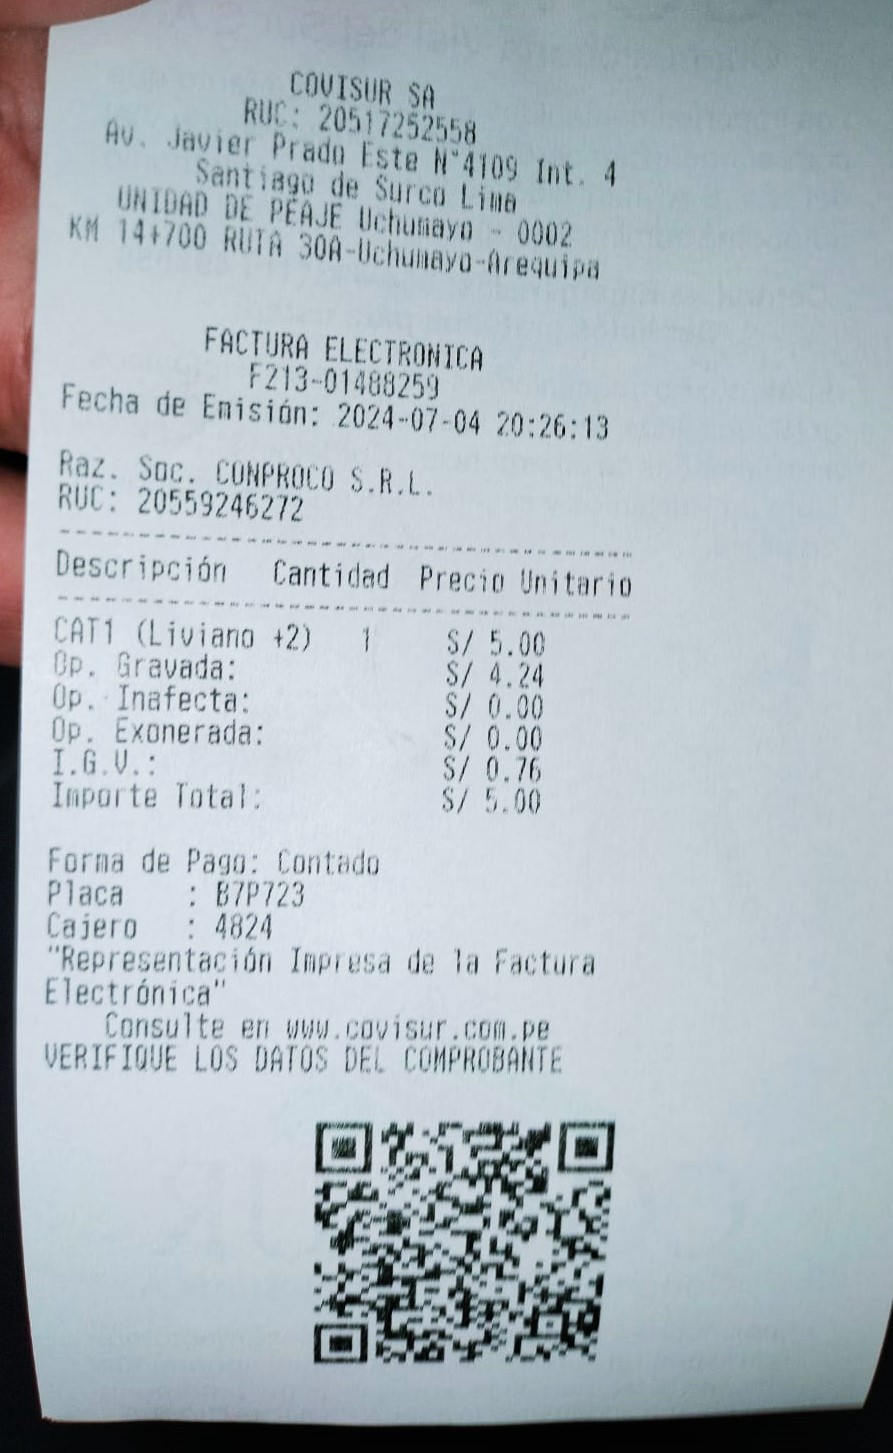 COVISUR SA
RUC: 20517252558
Av. Javier Prado Este N°4109 Int. 4
Santiago de Surco Lima
UNIDAD DE PEAJE Uchumayo - 0002
KM 14+700 RUTA 30A-Uchumayo-Arequipa
FACTURA ELECTRONICA
F213-01488259
Fecha de Emisión: 2024-07-04 20:26:13
Raz. Soc. CONPROCO S.R.L.
RUC: 20559246272
Descripción Cantidad Precio Unitario
CAT1 (Liviano +2) 1 S/ 5.00
Op. Gravada: S/ 4.24
Op. Inafecta: S/ 0.00
Op. Exonerada: S/ 0.00
I.G.V.: S/ 0.76
Importe Total: S/ 5.00
Forma de Pago: Contado
Placa : B7P723
Cajero : 4824
"Representación Impresa de la Factura
Electrónica"
Consulte en www.covisur.com.pe
VERIFIQUE LOS DATOS DEL COMPROBANTE